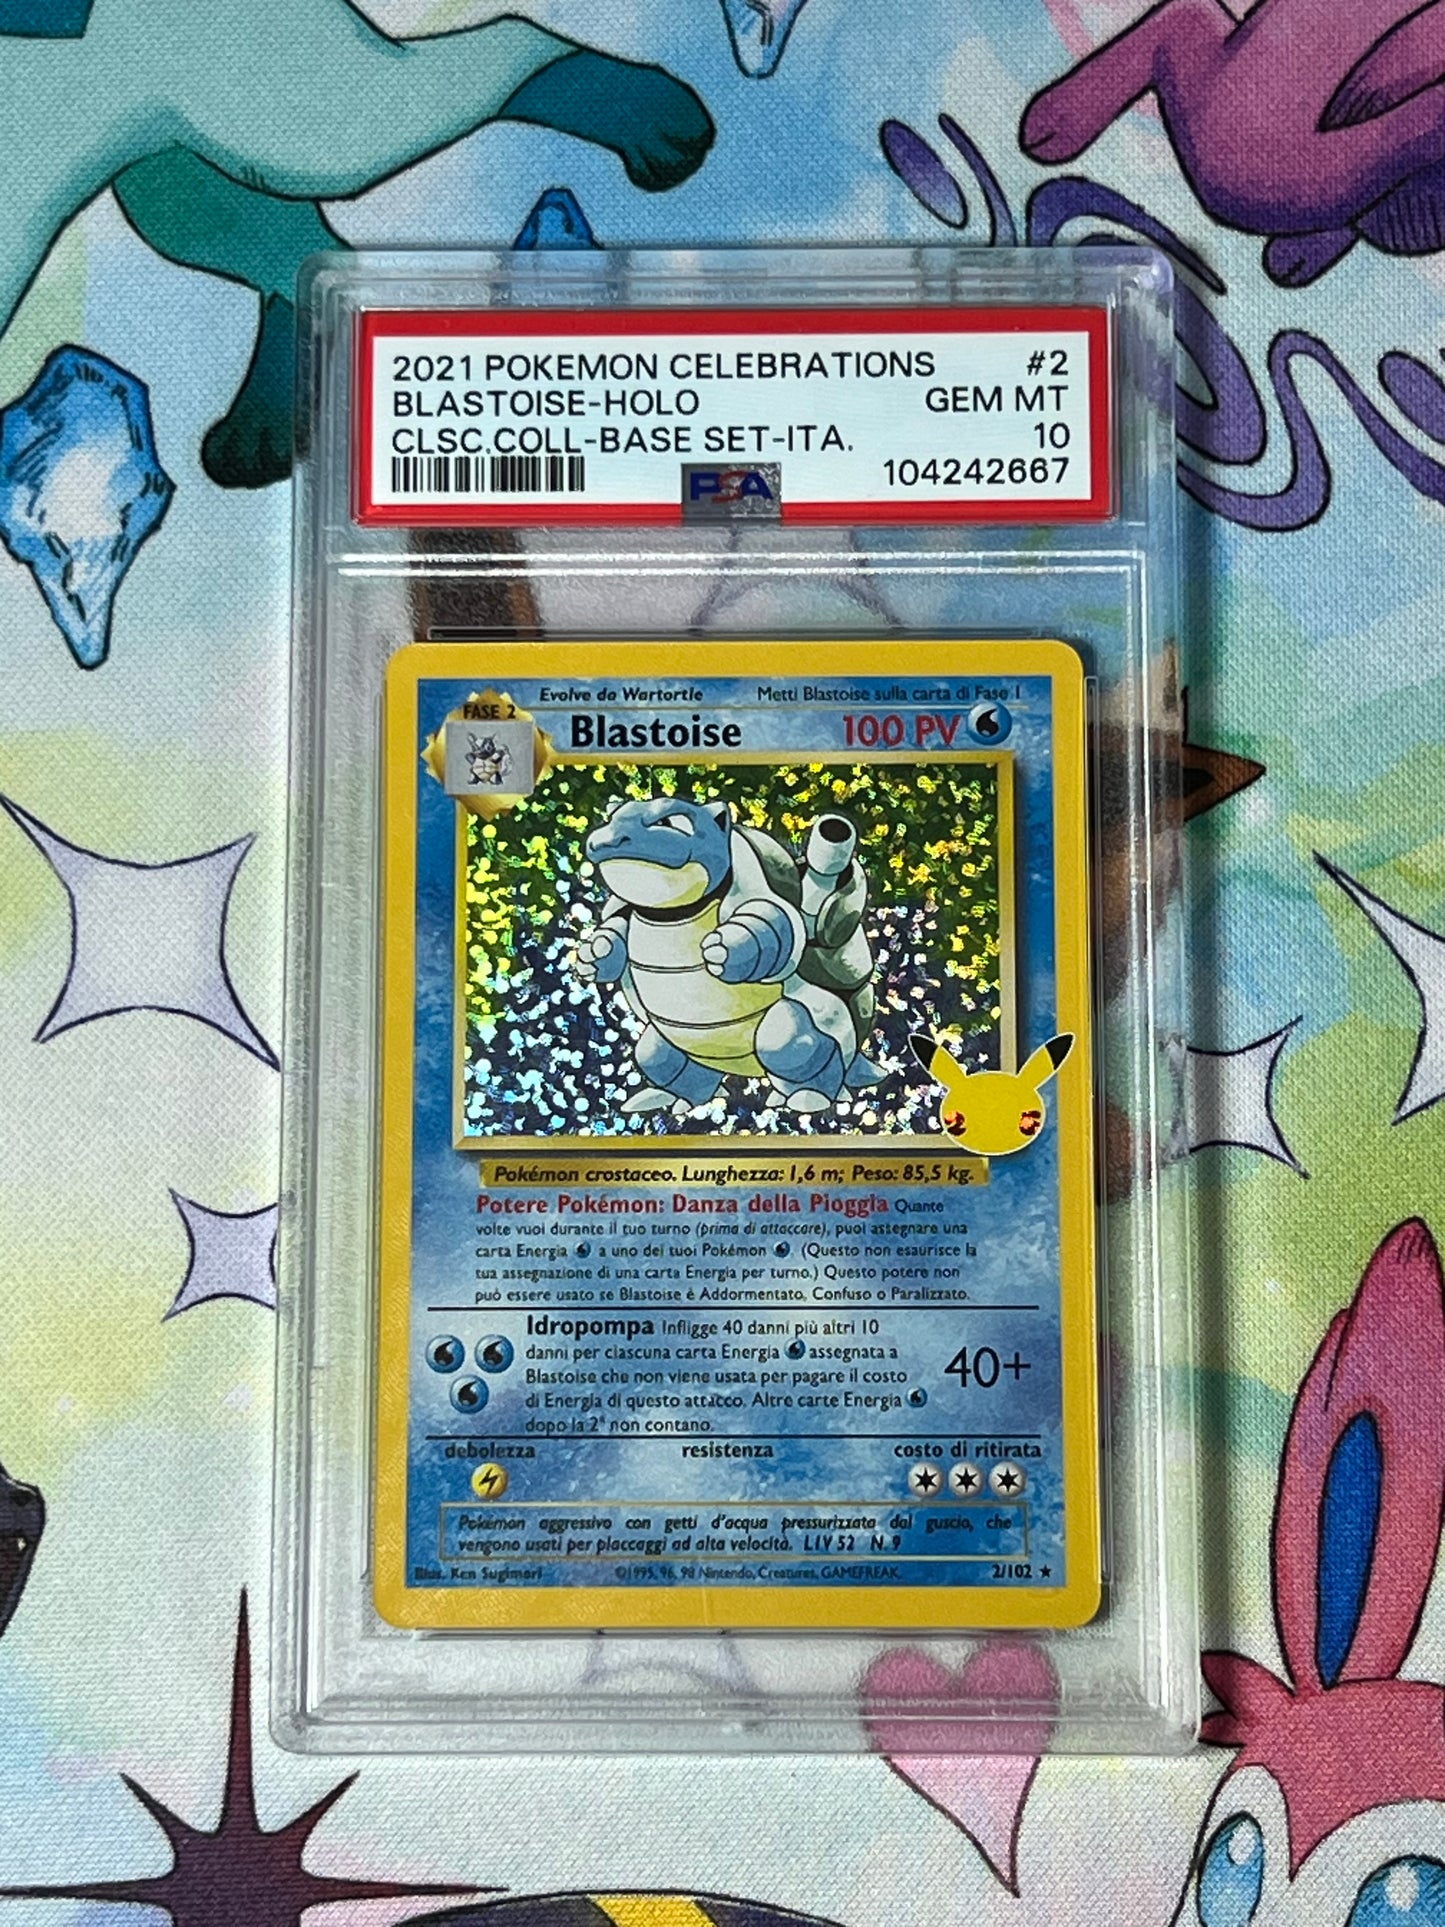 2021 POKEMON CELEBRATIONS #2
BLASTOISE-HOLO GEM MT
CLSC.COLL-BASE SET-ITA. 10
PSA 104242667
Evolve da Wartortle Metti Blastoise sulla carta di Fase 1
FASE 2
Blastoise 100 PV
Pokémon crostaceo. Lunghezza: 1,6 m; Peso: 85,5 kg.
Potere Pokémon: Danza della Pioggia Quante
volte vuoi durante il tuo turno (prima di attaccare), puoi assegnare una
carta Energia a uno dei tuoi Pokémon . (Questo non esaurisce la
tua assegnazione di una carta Energia per turno.) Questo potere non
può essere usato se Blastoise è Addormentato, Confuso o Paralizzato.
Idropompa Infligge 40 danni più altri 10
danni per ciascuna carta Energia assegnata a
Blastoise che non viene usata per pagare il costo
di Energia di questo attacco. Altre carte Energia
dopo la 2ª non contano.
40+
debolezza resistenza costo di ritirata
Pokémon aggressivo con getti d'acqua pressurizzata dal guscio, che
vengono usati per placcaggi ad alta velocità. LIV 52 N. 9
Illus. Ken Sugimori ©1995, 96, 98 Nintendo, Creatures, GAMEFREAK. 2/102 ★